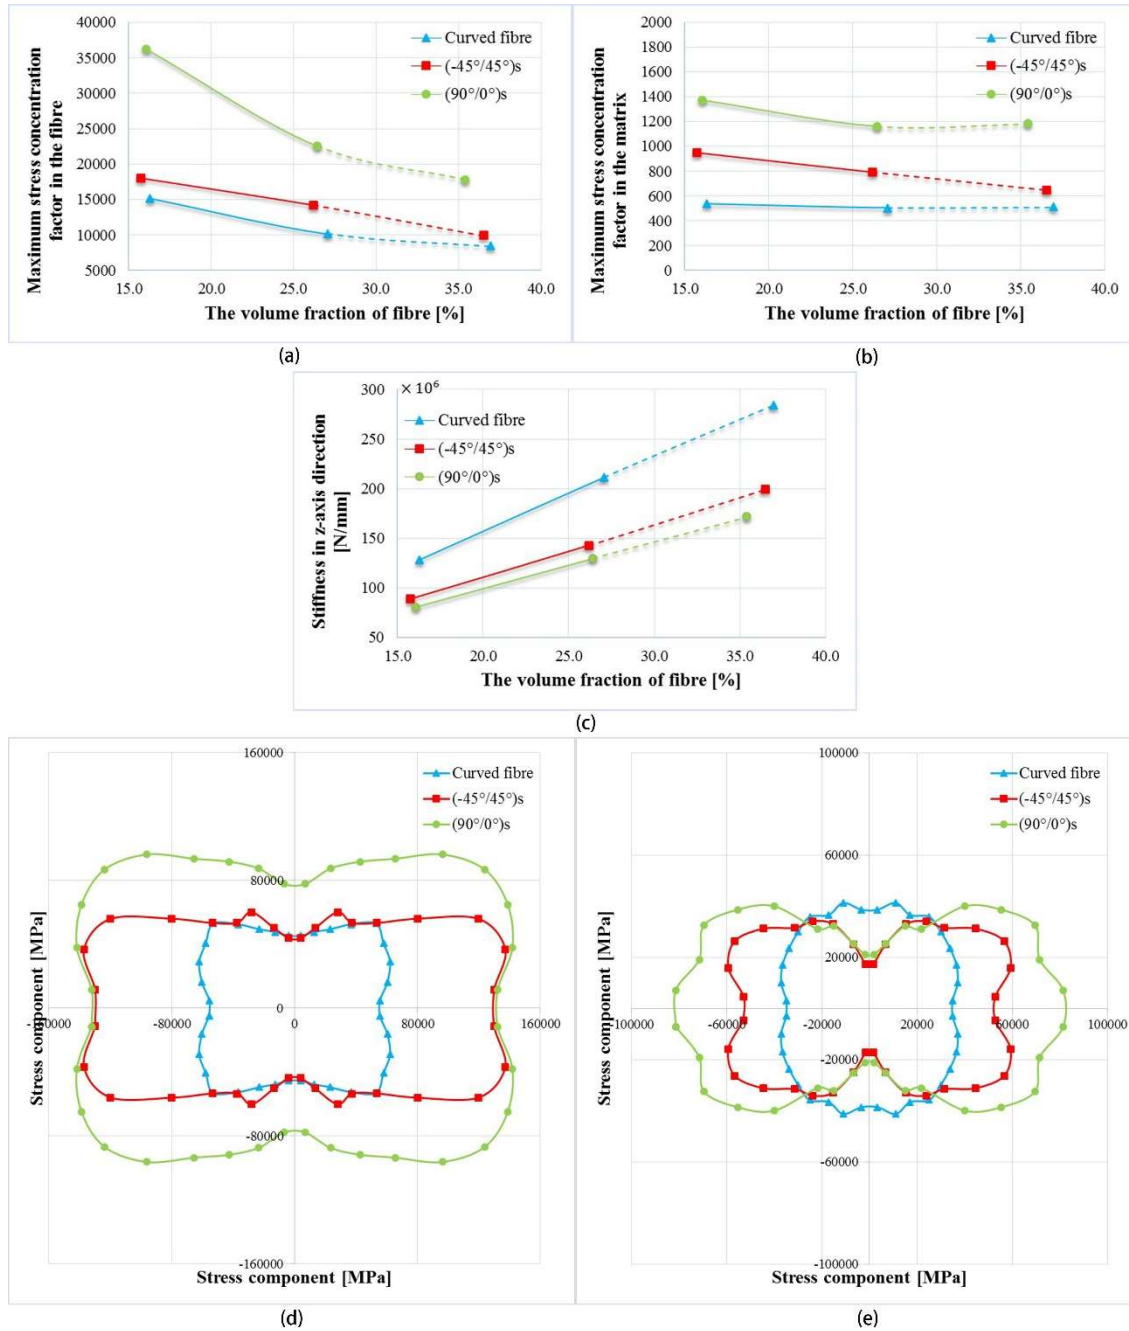 40000
35000
30000
25000
20000
15000
10000
5000
Maximum stress concentration
factor in the fibre
Curved fibre
(-45°/45°)s
(90°/0°)s
15.0 20.0 25.0 30.0 35.0 40.0
The volume fraction of fibre [%]
(a)
2000
1800
1600
1400
1200
1000
800
600
400
200
0
Maximum stress concentration
factor in the matrix
Curved fibre
(-45°/45°)s
(90°/0°)s
15.0 20.0 25.0 30.0 35.0 40.0
The volume fraction of fibre [%]
(b)
× 10⁶
300
250
200
150
100
50
Stiffness in z-axis direction
[N/mm]
Curved fibre
(-45°/45°)s
(90°/0°)s
15.0 20.0 25.0 30.0 35.0 40.0
The volume fraction of fibre [%]
(c)
160000
80000
0
-80000
-160000
Stress component [MPa]
Curved fibre
(-45°/45°)s
(90°/0°)s
-160000 -80000 0 80000 160000
Stress component [MPa]
(d)
100000
60000
20000
-20000
-60000
-100000
Stress component [MPa]
Curved fibre
(-45°/45°)s
(90°/0°)s
-100000 -60000 -20000 20000 60000 100000
Stress component [MPa]
(e)